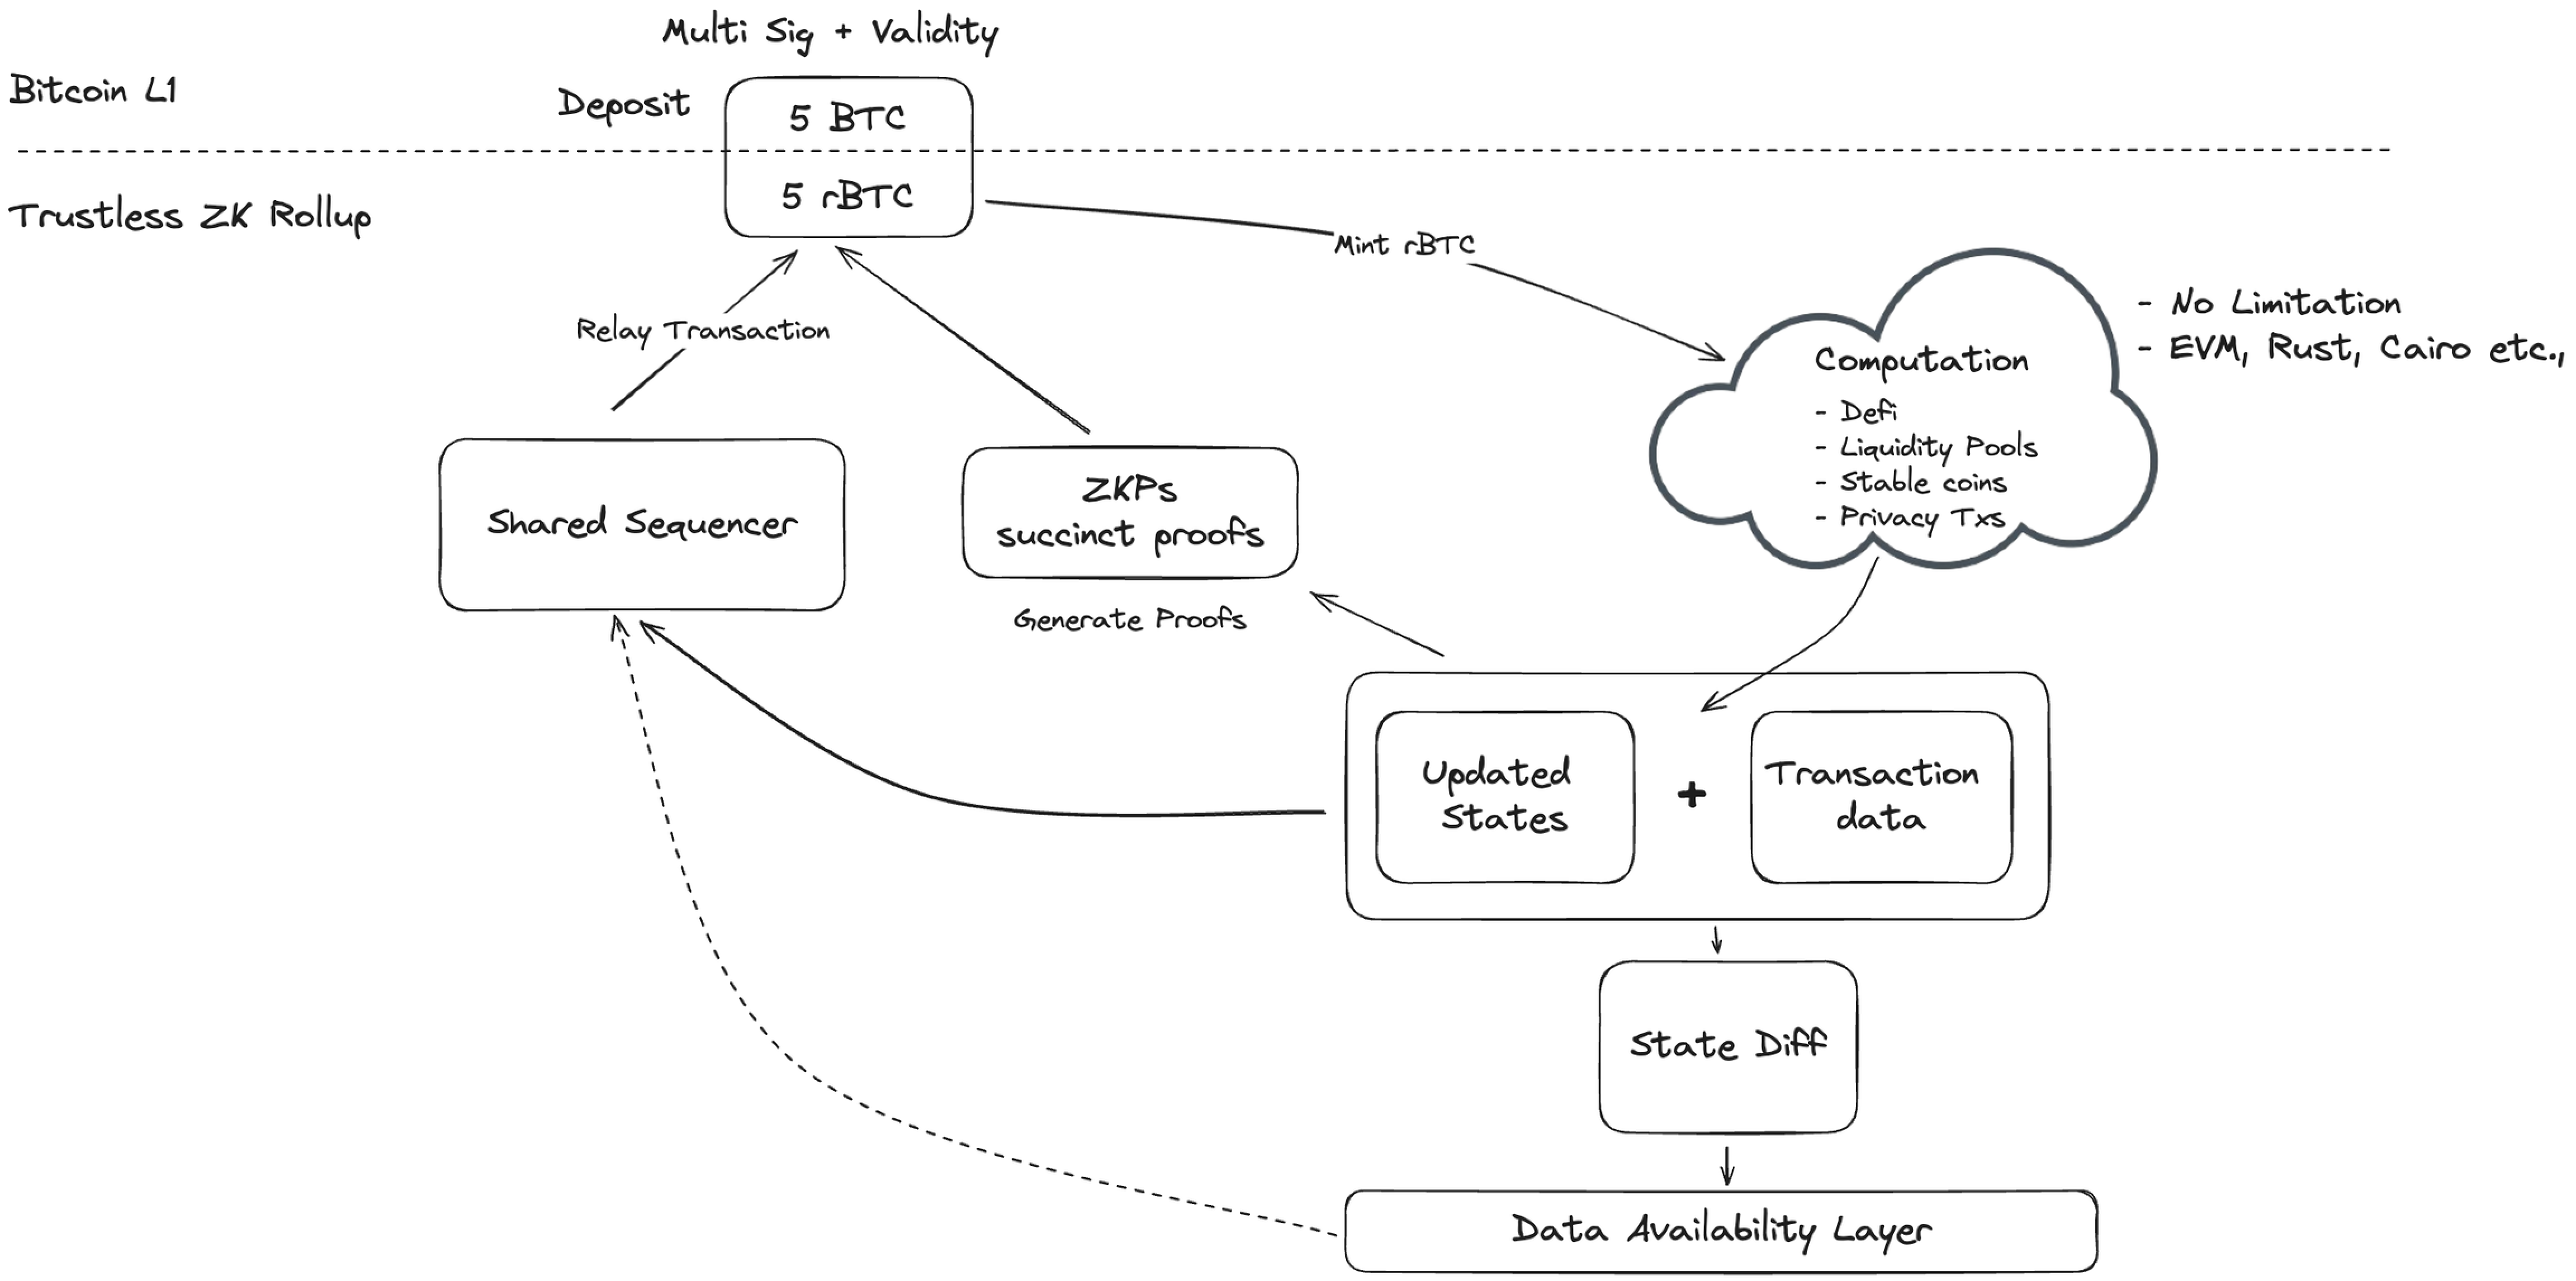 Multi Sig + Validity
Bitcoin L1
Deposit
5 BTC
Trustless ZK Rollup
5 rBTC
Mint rBTC
Relay Transaction
- No Limitation
- EVM, Rust, Cairo etc.,
Computation
- Defi
- Liquidity Pools
- Stable coins
- Privacy Txs
Shared Sequencer
ZKPs
succinct proofs
Generate Proofs
Updated
States
+
Transaction
data
State Diff
Data Availability Layer